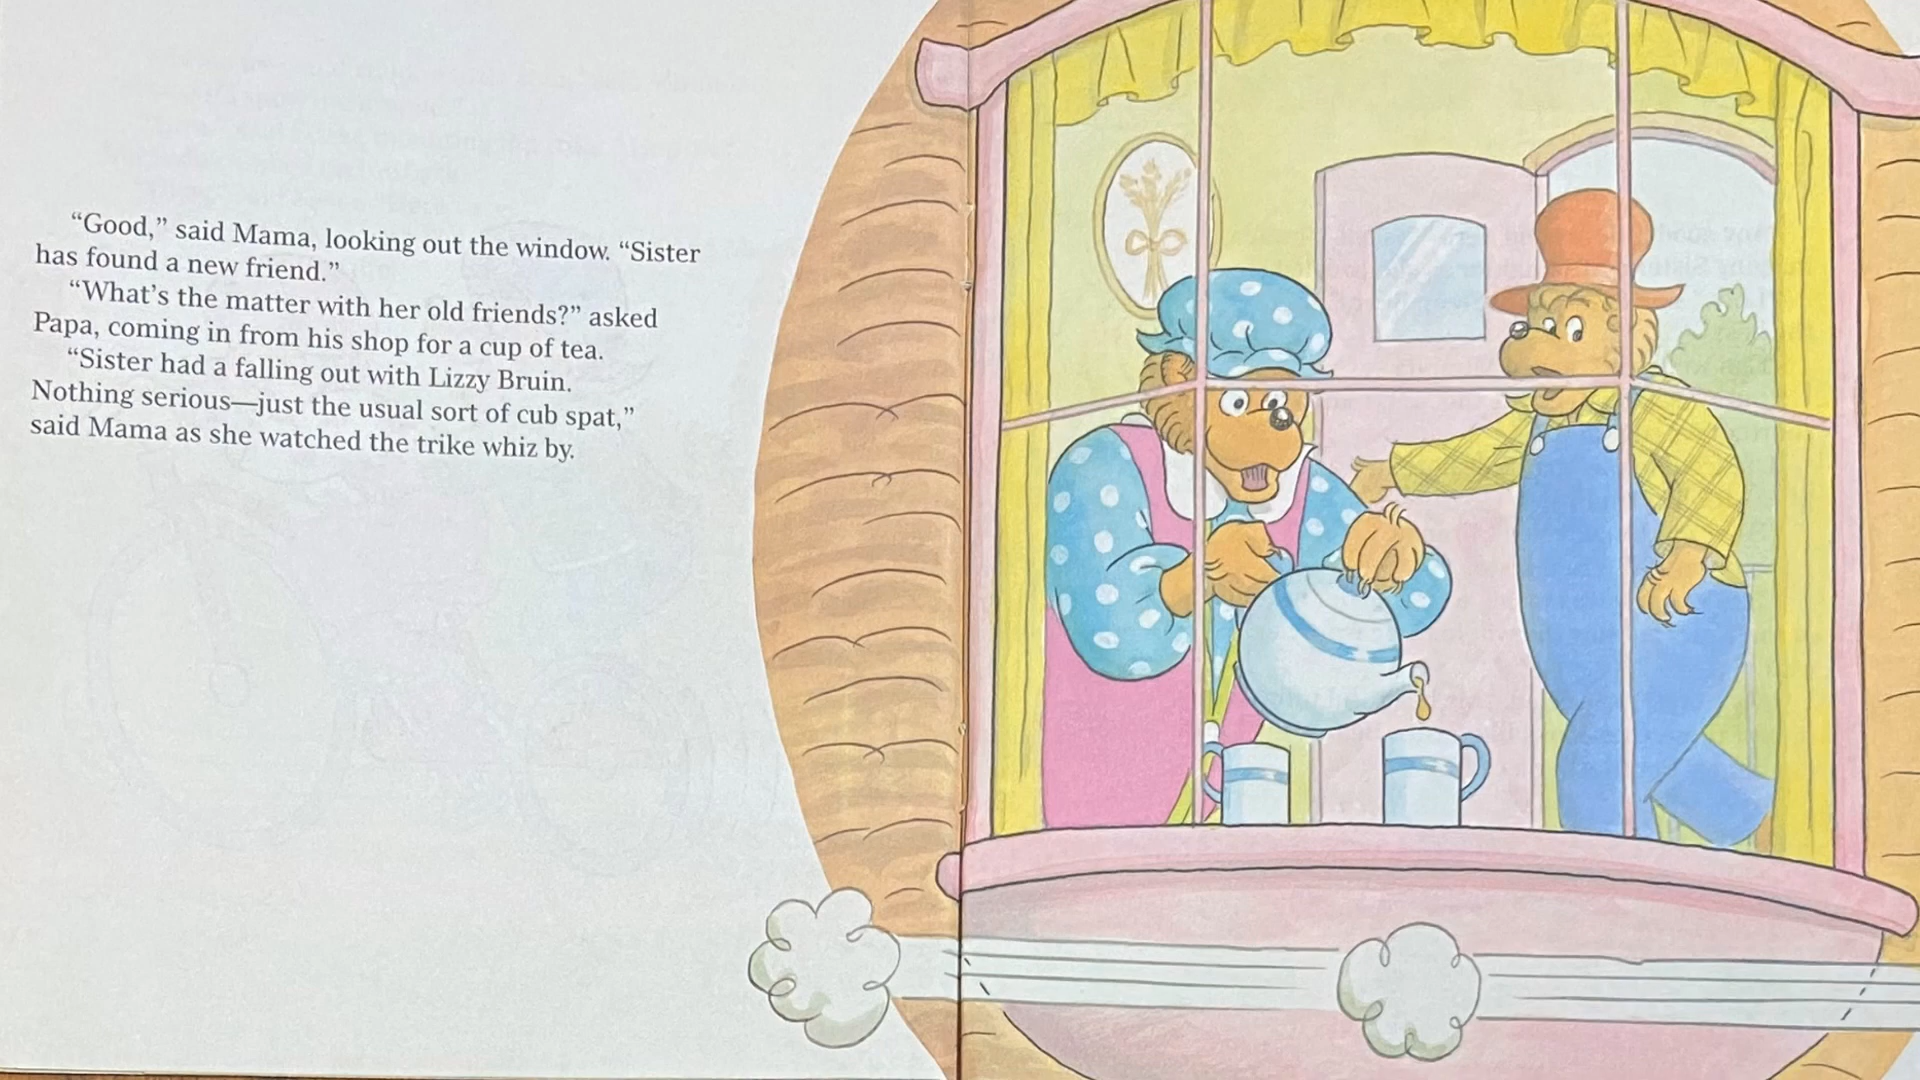 “Good,” said Mama, looking out the window. “Sister
has found a new friend.”
“What’s the matter with her old friends?” asked
Papa, coming in from his shop for a cup of tea.
“Sister had a falling out with Lizzy Bruin.
Nothing serious—just the usual sort of cub spat,”
said Mama as she watched the trike whiz by.